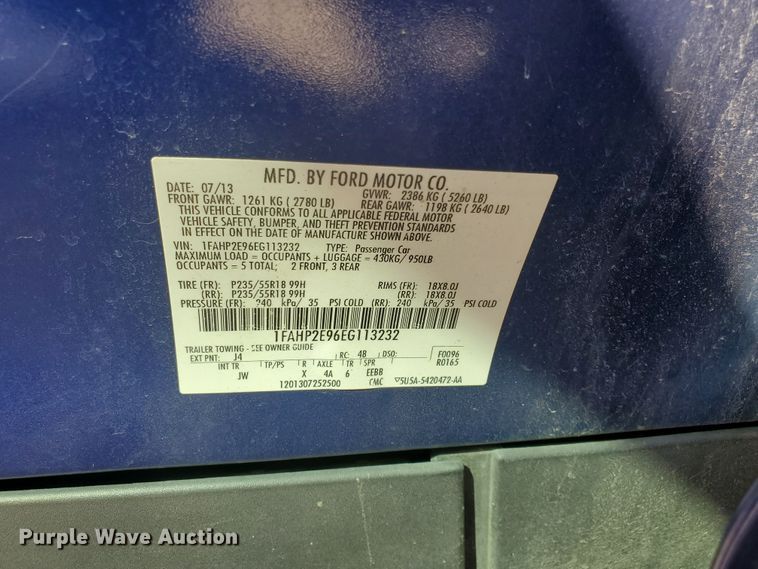 MFD. BY FORD MOTOR CO.
DATE: 07/13 GVWR: 2386 KG ( 5260 LB)
FRONT GAWR: 1261 KG ( 2780 LB) REAR GAWR: 1198 KG ( 2640 LB)
THIS VEHICLE CONFORMS TO ALL APPLICABLE FEDERAL MOTOR
VEHICLE SAFETY, BUMPER, AND THEFT PREVENTION STANDARDS
IN EFFECT ON THE DATE OF MANUFACTURE SHOWN ABOVE.
VIN: 1FAHP2E96EG113232 TYPE: Passenger Car
MAXIMUM LOAD = OCCUPANTS + LUGGAGE = 430KG/ 950LB
OCCUPANTS = 5 TOTAL; 2 FRONT, 3 REAR
TIRE (FR): P235/55R18 99H RIMS (FR): 18X8.0J
(RR): P235/55R18 99H (RR): 18X8.0J
PRESSURE (FR): 240 kPa/ 35 PSI COLD (RR): 240 kPa/ 35 PSI COLD
1FAHP2E96EG113232
TRAILER TOWING - SEE OWNER GUIDE
EXT PNT: J4 RC: 48 DSO: F0096
INT TR TP/PS R AXLE TR SPR R0165
JW X 4A 6 EEBB
1201307252500 CMC ▽5U5A-5420472-AA
Purple Wave Auction